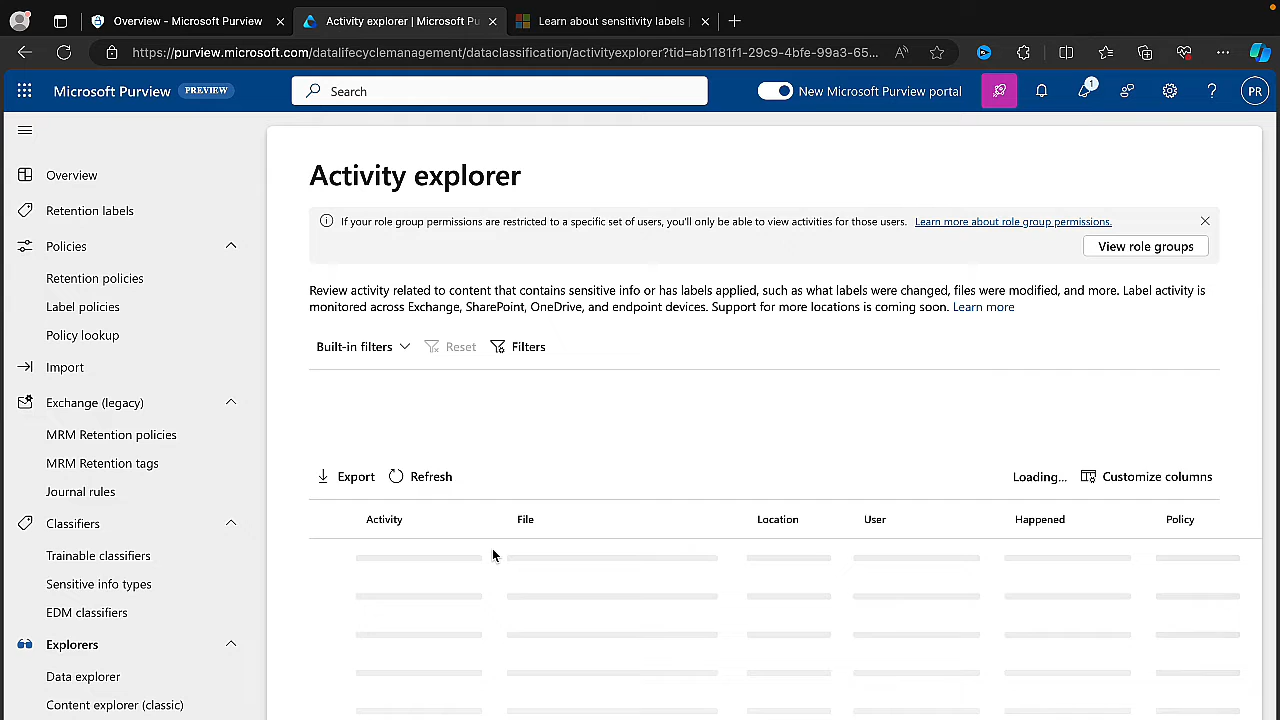 Overview - Microsoft Purview
Activity explorer | Microsoft Pu
Learn about sensitivity labels |
https://purview.microsoft.com/datalifecyclemanagement/dataclassification/activityexplorer?tid=ab1181f1-29c9-4bfe-99a3-65...
Microsoft Purview PREVIEW
Search
New Microsoft Purview portal
1
PR
Overview
Retention labels
Policies
Retention policies
Label policies
Policy lookup
Import
Exchange (legacy)
MRM Retention policies
MRM Retention tags
Journal rules
Classifiers
Trainable classifiers
Sensitive info types
EDM classifiers
Explorers
Data explorer
Content explorer (classic)
Activity explorer
If your role group permissions are restricted to a specific set of users, you'll only be able to view activities for those users. Learn more about role group permissions.
View role groups
Review activity related to content that contains sensitive info or has labels applied, such as what labels were changed, files were modified, and more. Label activity is
monitored across Exchange, SharePoint, OneDrive, and endpoint devices. Support for more locations is coming soon. Learn more
Built-in filters Reset Filters
Export Refresh Loading... Customize columns
Activity File Location User Happened Policy